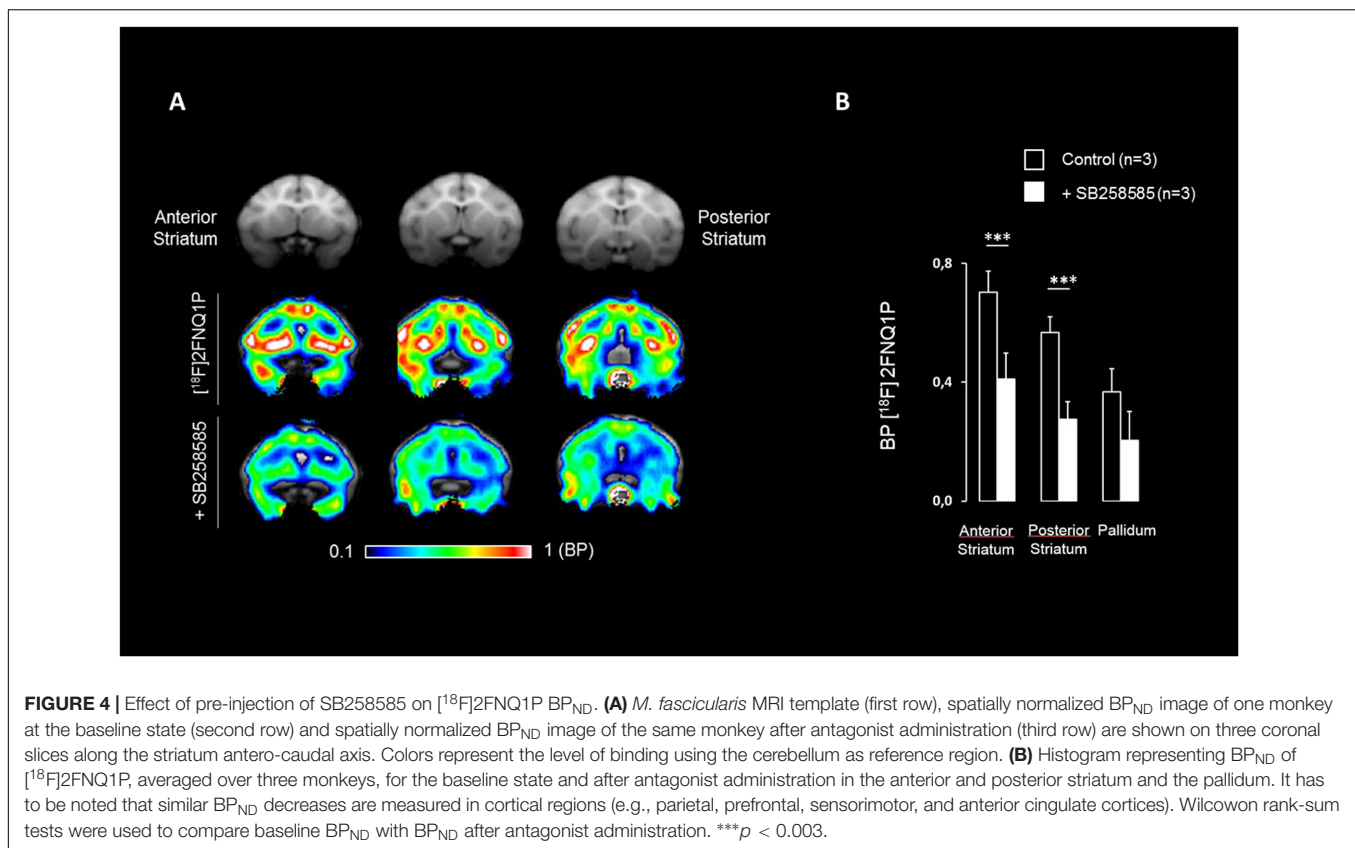 A
B
Control (n=3)
+ SB258585 (n=3)
Anterior
Striatum
Posterior
Striatum
[¹⁸F]2FNQ1P
+ SB258585
0.1
1 (BP)
BP [¹⁸F] 2FNQ1P
0,8
0,4
0,0
***
***
Anterior
Striatum
Posterior
Striatum
Pallidum
FIGURE 4 | Effect of pre-injection of SB258585 on [¹⁸F]2FNQ1P BP_ND. (A) M. fascicularis MRI template (first row), spatially normalized BP_ND image of one monkey
at the baseline state (second row) and spatially normalized BP_ND image of the same monkey after antagonist administration (third row) are shown on three coronal
slices along the striatum antero-caudal axis. Colors represent the level of binding using the cerebellum as reference region. (B) Histogram representing BP_ND of
[¹⁸F]2FNQ1P, averaged over three monkeys, for the baseline state and after antagonist administration in the anterior and posterior striatum and the pallidum. It has
to be noted that similar BP_ND decreases are measured in cortical regions (e.g., parietal, prefrontal, sensorimotor, and anterior cingulate cortices). Wilcowon rank-sum
tests were used to compare baseline BP_ND with BP_ND after antagonist administration. ***p < 0.003.